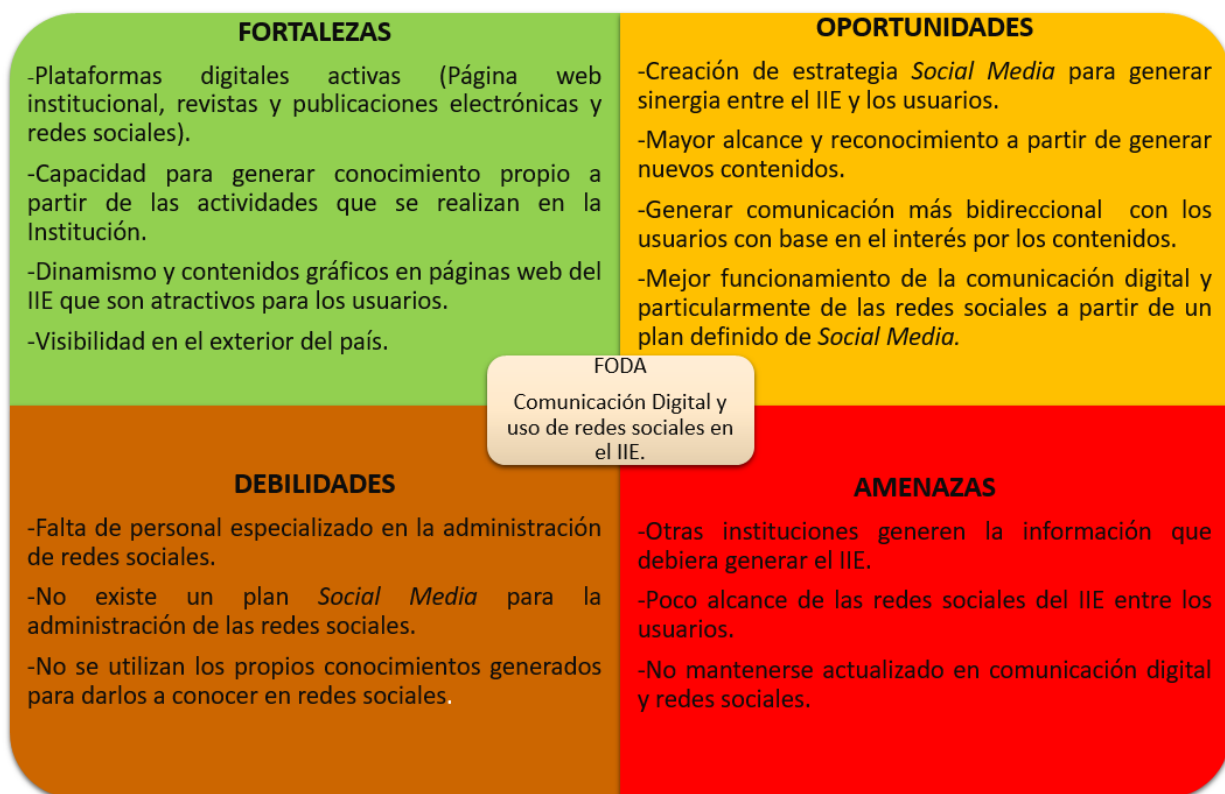 FORTALEZAS
-Plataformas digitales activas (Página web
institucional, revistas y publicaciones electrónicas y
redes sociales).
-Capacidad para generar conocimiento propio a
partir de las actividades que se realizan en la
Institución.
-Dinamismo y contenidos gráficos en páginas web del
IIE que son atractivos para los usuarios.
-Visibilidad en el exterior del país.
OPORTUNIDADES
-Creación de estrategia Social Media para generar
sinergia entre el IIE y los usuarios.
-Mayor alcance y reconocimiento a partir de generar
nuevos contenidos.
-Generar comunicación más bidireccional con los
usuarios con base en el interés por los contenidos.
-Mejor funcionamiento de la comunicación digital y
particularmente de las redes sociales a partir de un
plan definido de Social Media.
FODA
Comunicación Digital y
uso de redes sociales en
el IIE.
DEBILIDADES
-Falta de personal especializado en la administración
de redes sociales.
-No existe un plan Social Media para la
administración de las redes sociales.
-No se utilizan los propios conocimientos generados
para darlos a conocer en redes sociales.
AMENAZAS
-Otras instituciones generen la información que
debiera generar el IIE.
-Poco alcance de las redes sociales del IIE entre los
usuarios.
-No mantenerse actualizado en comunicación digital
y redes sociales.